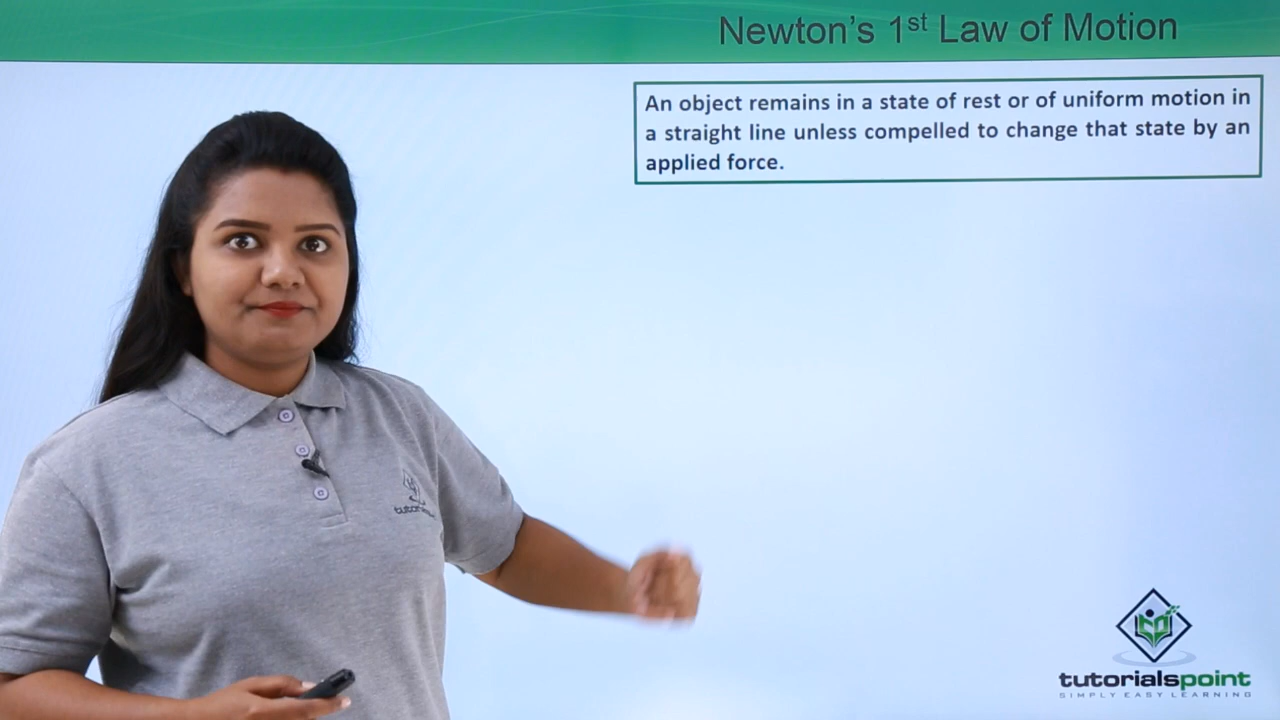 Newton's 1st Law of Motion
An object remains in a state of rest or of uniform motion in
a straight line unless compelled to change that state by an
applied force.
tutorialspoint
SIMPLY EASY LEARNING